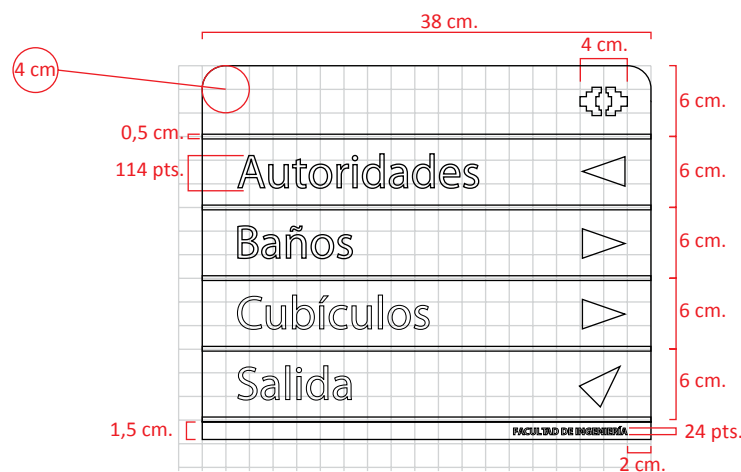 38 cm.
4 cm.
4 cm
6 cm.
0,5 cm.
114 pts.
Autoridades
6 cm.
Baños
6 cm.
Cubículos
6 cm.
Salida
6 cm.
1,5 cm.
FACULTAD DE INGENIERÍA
24 pts.
2 cm.